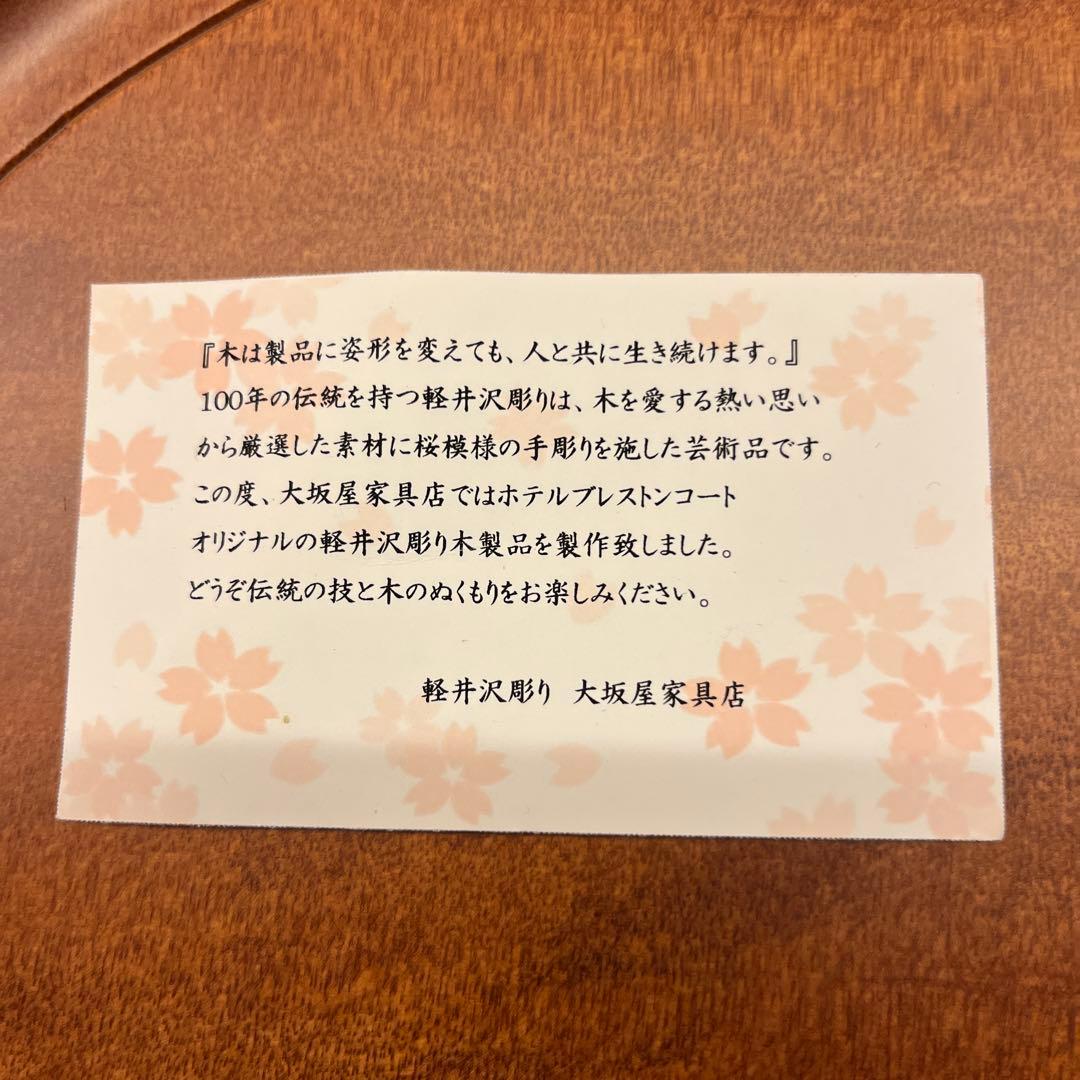 『木は製品に姿形を変えても、人と共に生き続けます。』
100年の伝統を持つ軽井沢彫りは、木を愛する熱い思い
から厳選した素材に桜模様の手彫りを施した芸術品です。
この度、大坂屋家具店ではホテルブレストンコート
オリジナルの軽井沢彫り木製品を製作致しました。
どうぞ伝統の技と木のぬくもりをお楽しみください。
軽井沢彫り 大坂屋家具店